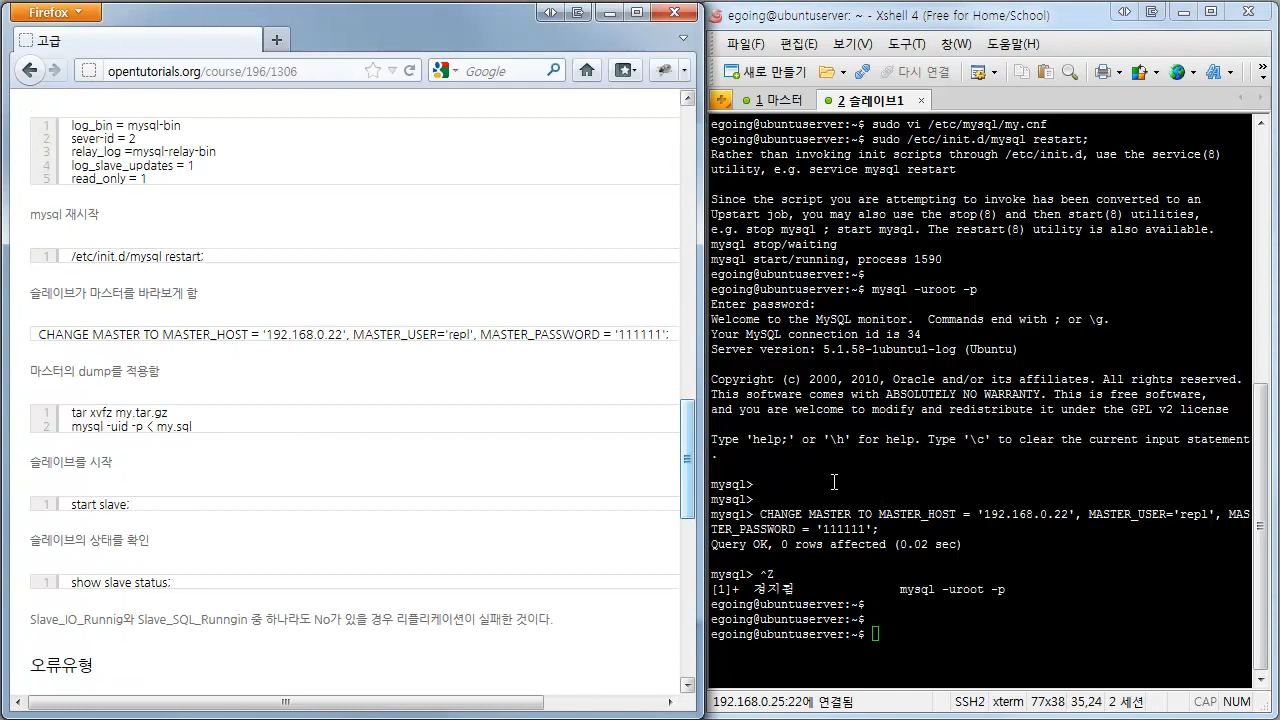 Firefox
고급
opentutorials.org/course/196/1306
Google
1 log_bin = mysql-bin
2 sever-id = 2
3 relay_log =mysql-relay-bin
4 log_slave_updates = 1
5 read_only = 1
mysql 재시작
1 /etc/init.d/mysql restart;
슬레이브가 마스터를 바라보게 함
CHANGE MASTER TO MASTER_HOST = '192.168.0.22', MASTER_USER='repl', MASTER_PASSWORD = '111111';
마스터의 dump를 적용함
1 tar xvfz my.tar.gz
2 mysql -uid -p < my.sql
슬레이브를 시작
1 start slave;
슬레이브의 상태를 확인
1 show slave status;
Slave_IO_Runnig와 Slave_SQL_Runngin 중 하나라도 No가 있을 경우 리플리케이션이 실패한 것이다.
오류유형
egoing@ubuntuserver: ~ - Xshell 4 (Free for Home/School)
파일(F) 편집(E) 보기(V) 도구(T) 창(W) 도움말(H)
새로 만들기 다시 연결
1 마스터 2 슬레이브1
egoing@ubuntuserver:~$ sudo vi /etc/mysql/my.cnf
egoing@ubuntuserver:~$ sudo /etc/init.d/mysql restart;
Rather than invoking init scripts through /etc/init.d, use the service(8)
utility, e.g. service mysql restart
Since the script you are attempting to invoke has been converted to an
Upstart job, you may also use the stop(8) and then start(8) utilities,
e.g. stop mysql ; start mysql. The restart(8) utility is also available.
mysql stop/waiting
mysql start/running, process 1590
egoing@ubuntuserver:~$
egoing@ubuntuserver:~$ mysql -uroot -p
Enter password:
Welcome to the MySQL monitor.  Commands end with ; or \g.
Your MySQL connection id is 34
Server version: 5.1.58-1ubuntu1-log (Ubuntu)
Copyright (c) 2000, 2010, Oracle and/or its affiliates. All rights reserved.
This software comes with ABSOLUTELY NO WARRANTY. This is free software,
and you are welcome to modify and redistribute it under the GPL v2 license
Type 'help;' or '\h' for help. Type '\c' to clear the current input statement
.
mysql>
mysql>
mysql> CHANGE MASTER TO MASTER_HOST = '192.168.0.22', MASTER_USER='repl', MAS
TER_PASSWORD = '111111';
Query OK, 0 rows affected (0.02 sec)
mysql> ^Z
[1]+  정지됨                 mysql -uroot -p
egoing@ubuntuserver:~$
egoing@ubuntuserver:~$
egoing@ubuntuserver:~$
192.168.0.25:22에 연결됨 SSH2 xterm 77x38 35,24 2 세션 CAP NUM